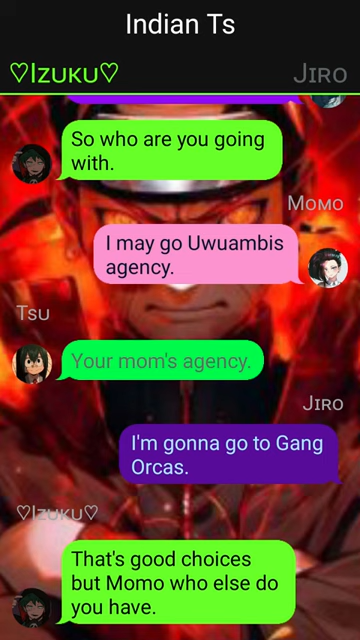 Indian Ts
♡Izuku♡ Jiro
So who are you going
with.
Momo
I may go Uwuambis
agency.
Tsu
Your mom's agency.
Jiro
I'm gonna go to Gang
Orcas.
♡Izuku♡
That's good choices
but Momo who else do
you have.